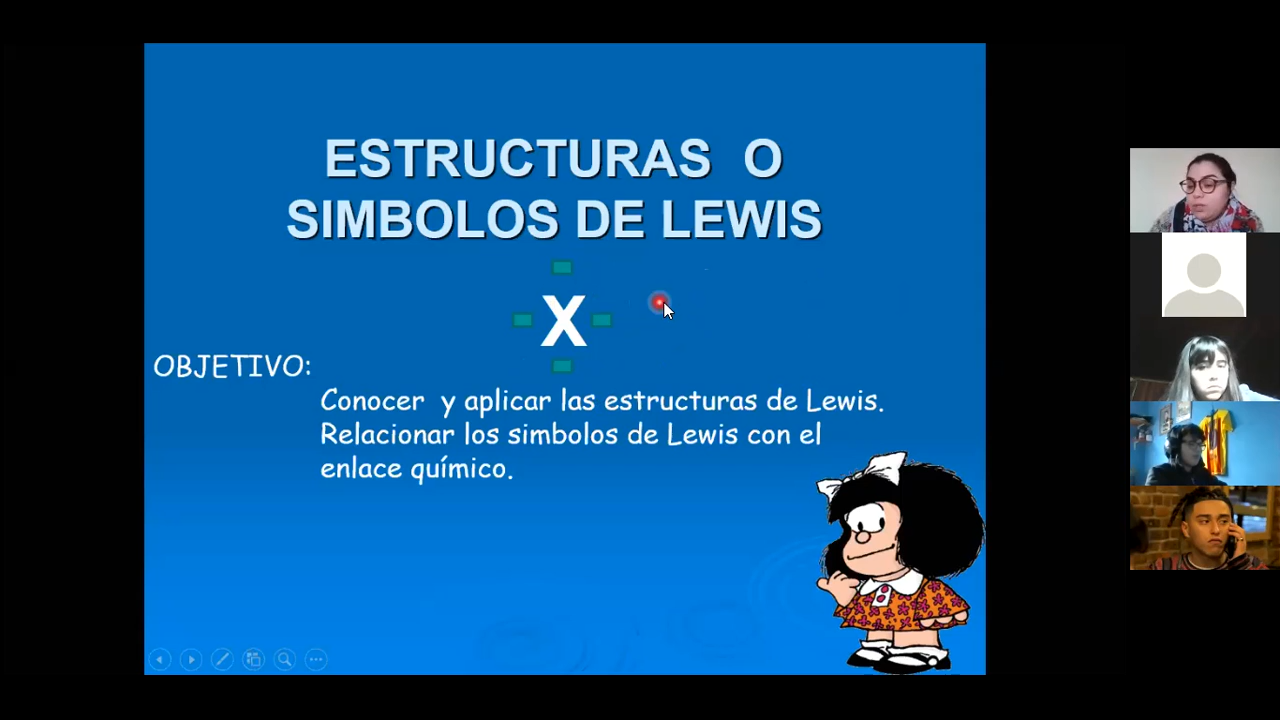 ESTRUCTURAS O
SIMBOLOS DE LEWIS
X
OBJETIVO:
Conocer y aplicar las estructuras de Lewis.
Relacionar los simbolos de Lewis con el
enlace químico.